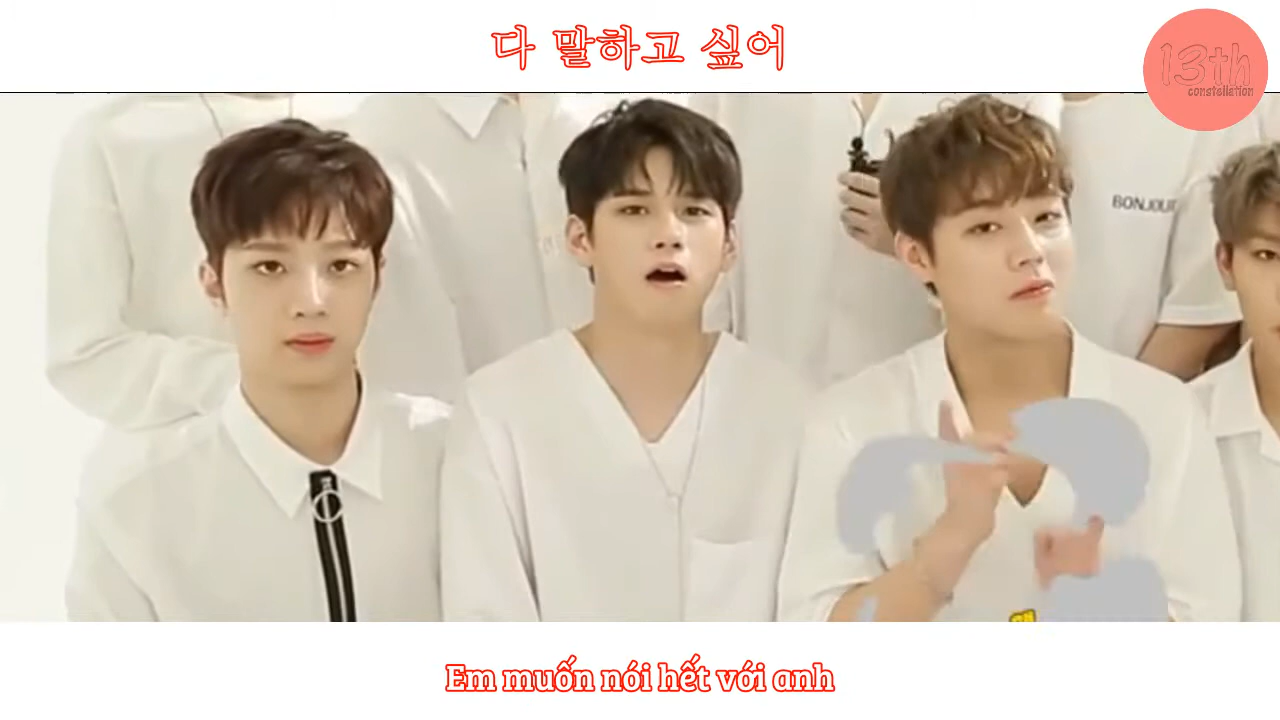 다 말하고 싶어
13th
constellation
BONJOUR
Em muốn nói hết với anh